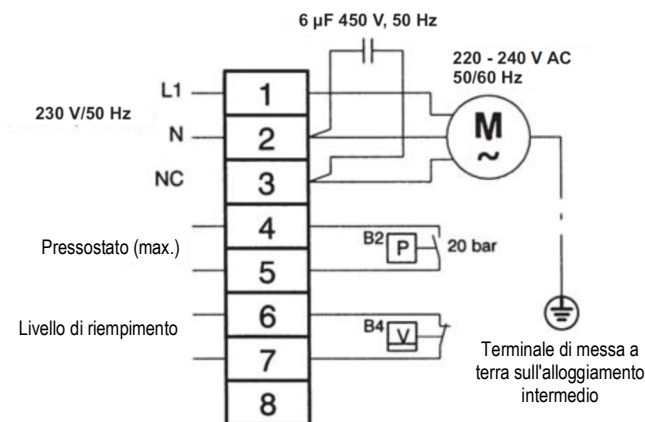 6 µF 450 V, 50 Hz
220 - 240 V AC
50/60 Hz
230 V/50 Hz
L1
1
N
2
NC
3
M
~
4
Pressostato (max.)
B2
P
20 bar
5
6
Livello di riempimento
B4
V
7
8
Terminale di messa a
terra sull'alloggiamento
intermedio